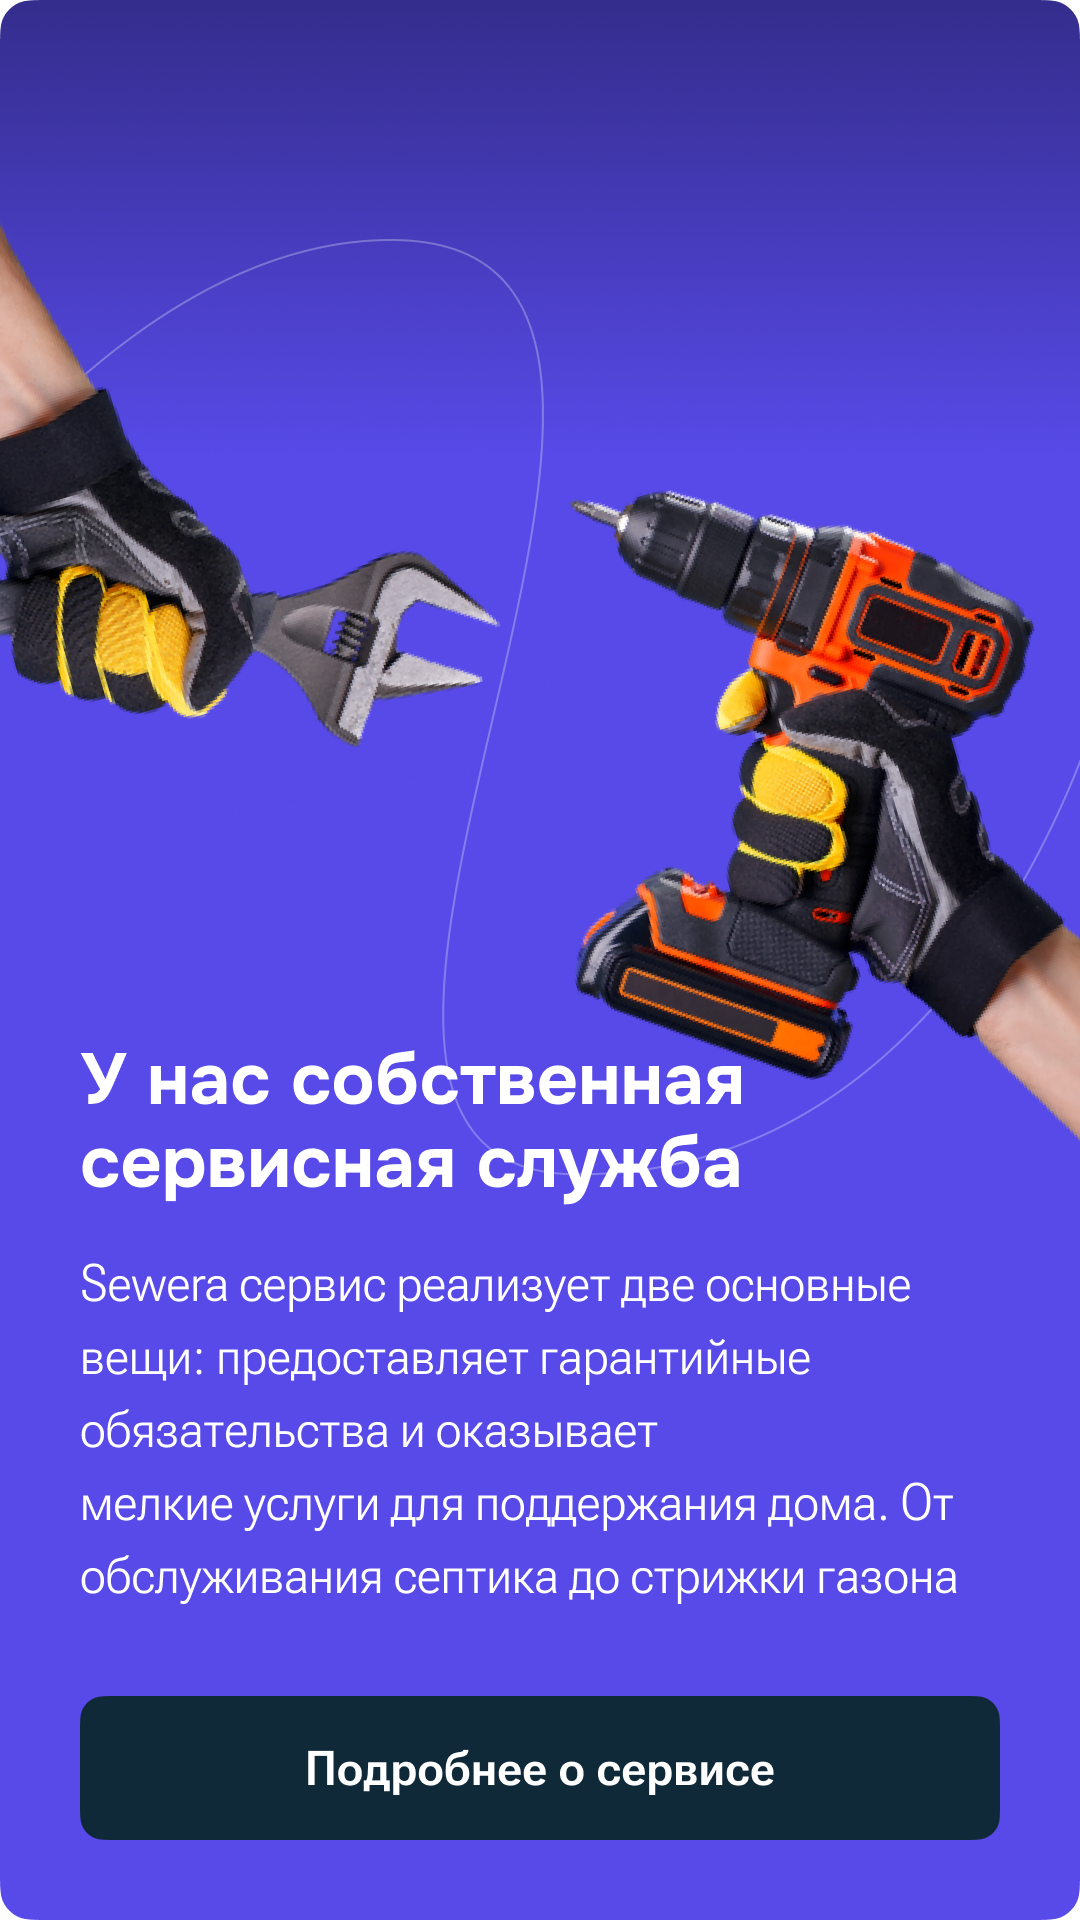 У нас собственная
сервисная служба
Sewera сервис реализует две основные
вещи: предоставляет гарантийные
обязательства и оказывает
мелкие услуги для поддержания дома. От
обслуживания септика до стрижки газона
Подробнее о сервисе